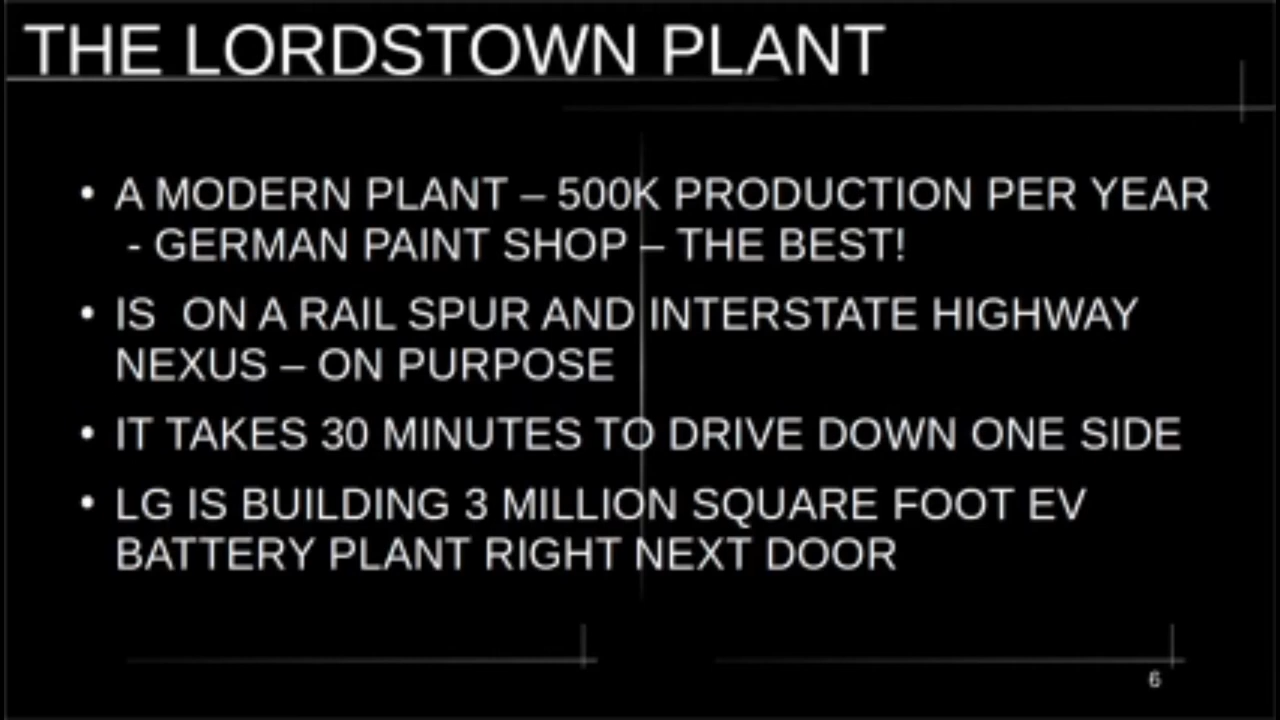 THE LORDSTOWN PLANT
• A MODERN PLANT – 500K PRODUCTION PER YEAR
- GERMAN PAINT SHOP – THE BEST!
• IS  ON A RAIL SPUR AND INTERSTATE HIGHWAY
NEXUS – ON PURPOSE
• IT TAKES 30 MINUTES TO DRIVE DOWN ONE SIDE
• LG IS BUILDING 3 MILLION SQUARE FOOT EV
BATTERY PLANT RIGHT NEXT DOOR
6